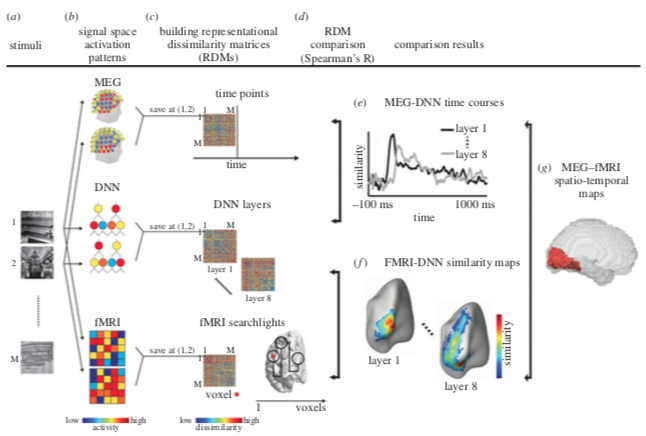 (a)
stimuli
(b)
signal space
activation
patterns
(c)
building representational
dissimilarity matrices
(RDMs)
(d)
RDM
comparison
(Spearman's R)
comparison results
MEG
save at (1,2)
1 M
1
M
time points
time
DNN
save at (1,2)
DNN layers
1 M
1
M
layer 1
layer 8
fMRI
save at (1,2)
fMRI searchlights
1 M
1
M
voxel
1 voxels
1
2
M
low high
activity
low high
dissimilarity
(e) MEG-DNN time courses
similarity
layer 1
layer 8
–100 ms 1000 ms
time
(f) FMRI-DNN similarity maps
layer 1
layer 8
similarity
(g) MEG–fMRI
spatio-temporal
maps